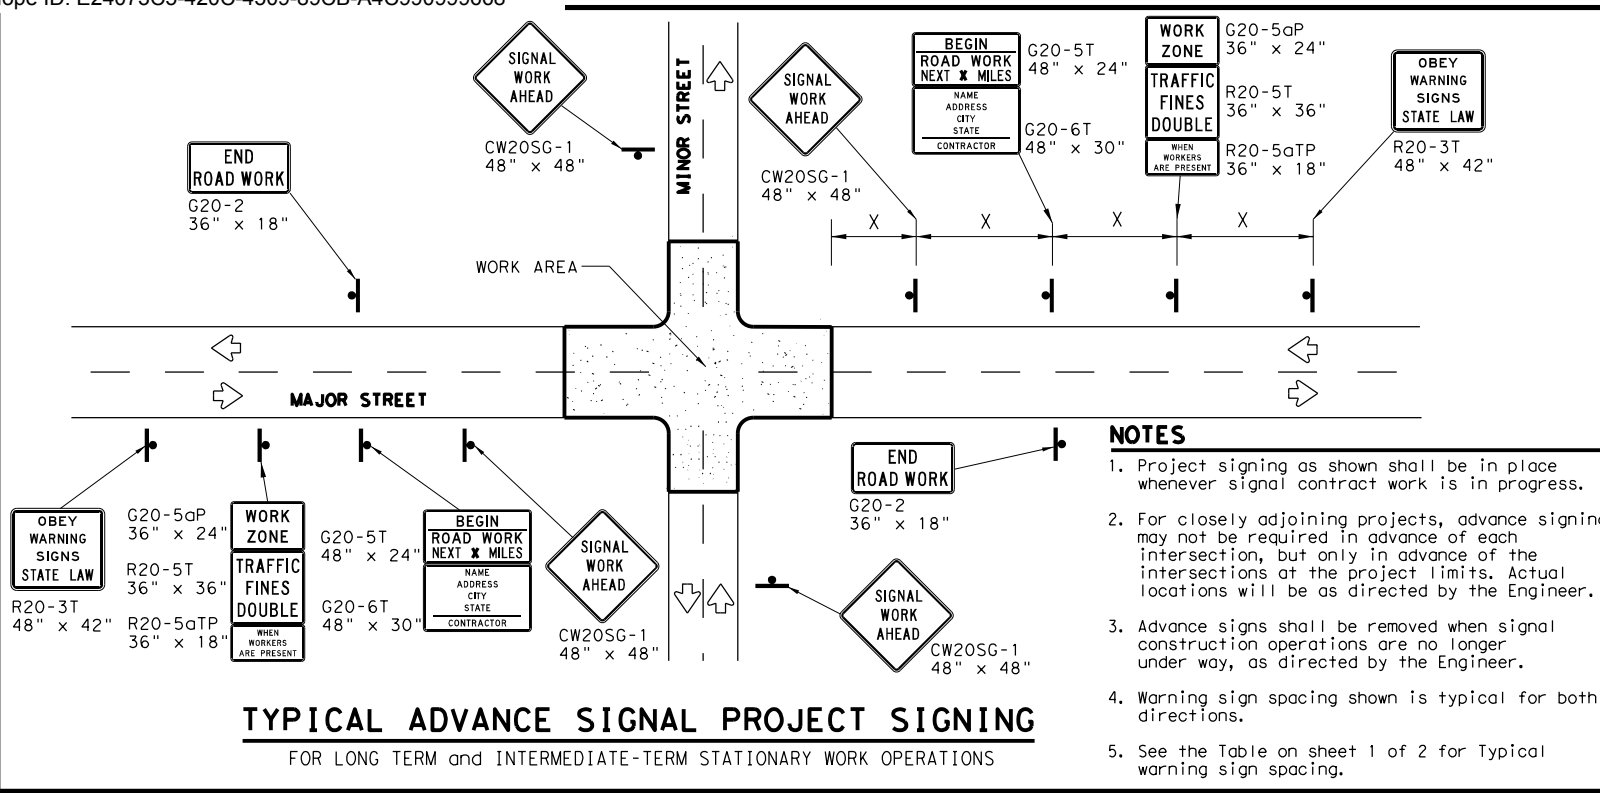 SIGNAL
WORK
AHEAD
CW20SG-1
48" x 48"
END
ROAD WORK
G20-2
36" x 18"
MINOR STREET
SIGNAL
WORK
AHEAD
CW20SG-1
48" x 48"
BEGIN
ROAD WORK
NEXT X MILES
NAME
ADDRESS
CITY
STATE
CONTRACTOR
G20-5T
48" x 24"
G20-6T
48" x 30"
WORK
ZONE
TRAFFIC
FINES
DOUBLE
WHEN
WORKERS
ARE PRESENT
G20-5aP
36" x 24"
R20-5T
36" x 36"
R20-5aTP
36" x 18"
OBEY
WARNING
SIGNS
STATE LAW
R20-3T
48" x 42"
X X X X
WORK AREA
MAJOR STREET
OBEY
WARNING
SIGNS
STATE LAW
R20-3T
48" x 42"
G20-5aP
36" x 24"
R20-5T
36" x 36"
R20-5aTP
36" x 18"
WORK
ZONE
TRAFFIC
FINES
DOUBLE
WHEN
WORKERS
ARE PRESENT
G20-5T
48" x 24"
G20-6T
48" x 30"
BEGIN
ROAD WORK
NEXT X MILES
NAME
ADDRESS
CITY
STATE
CONTRACTOR
SIGNAL
WORK
AHEAD
CW20SG-1
48" x 48"
END
ROAD WORK
G20-2
36" x 18"
SIGNAL
WORK
AHEAD
CW20SG-1
48" x 48"
TYPICAL ADVANCE SIGNAL PROJECT SIGNING
FOR LONG TERM and INTERMEDIATE-TERM STATIONARY WORK OPERATIONS
NOTES
1. Project signing as shown shall be in place
whenever signal contract work is in progress.
2. For closely adjoining projects, advance signing
may not be required in advance of each
intersection, but only in advance of the
intersections at the project limits. Actual
locations will be as directed by the Engineer.
3. Advance signs shall be removed when signal
construction operations are no longer
under way, as directed by the Engineer.
4. Warning sign spacing shown is typical for both
directions.
5. See the Table on sheet 1 of 2 for Typical
warning sign spacing.